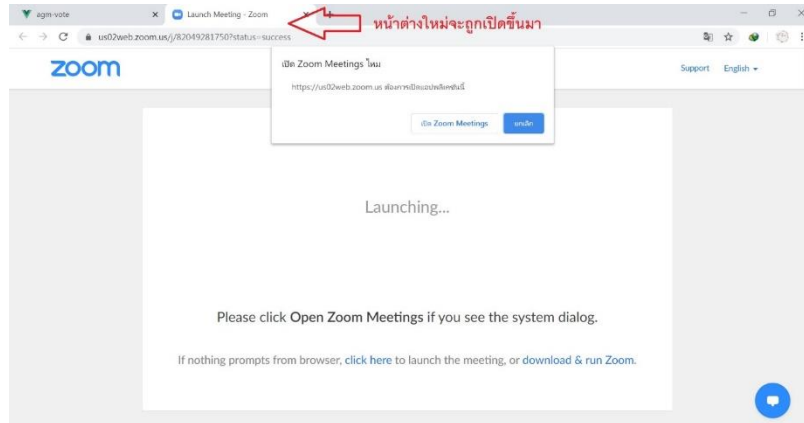 agm-vote
Launch Meeting - Zoom
หน้าต่างใหม่จะถูกเปิดขึ้นมา
us02web.zoom.us/j/82049281750?status=success
zoom
Support English
เปิด Zoom Meetings ไหม
https://us02web.zoom.us ต้องการเปิดแอปพลิเคชันนี้
เปิด Zoom Meetings ยกเลิก
Launching...
Please click Open Zoom Meetings if you see the system dialog.
If nothing prompts from browser, click here to launch the meeting, or download & run Zoom.